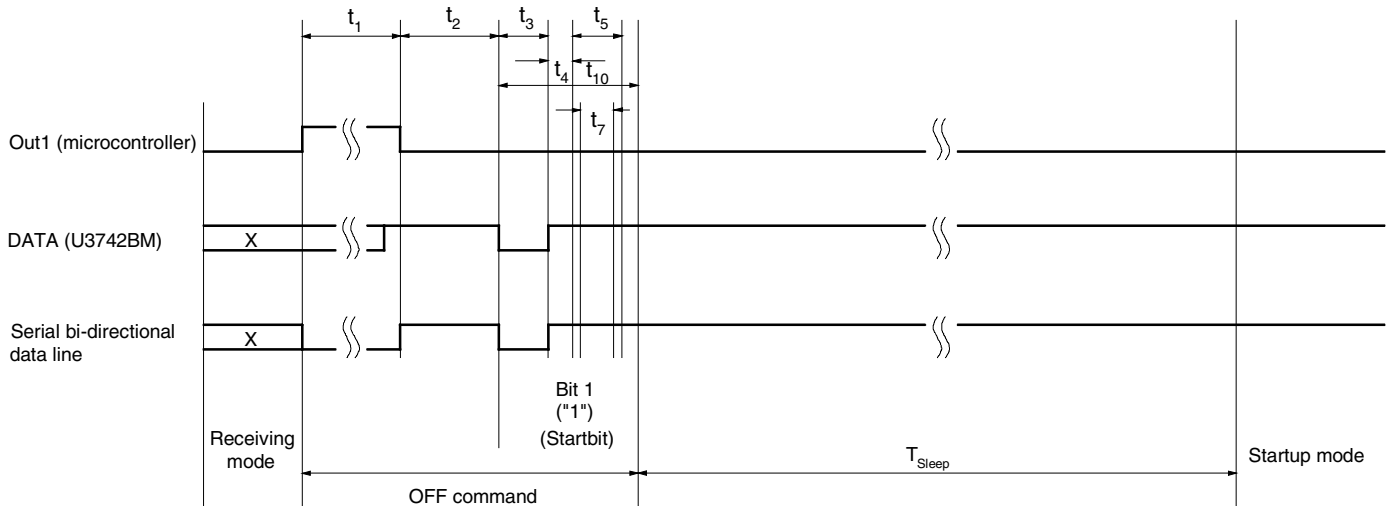 t1
t2
t3
t5
t4
t10
t7
Out1 (microcontroller)
DATA (U3742BM)
X
Serial bi-directional
data line
X
Bit 1
("1")
(Startbit)
Receiving
mode
TSleep
Startup mode
OFF command